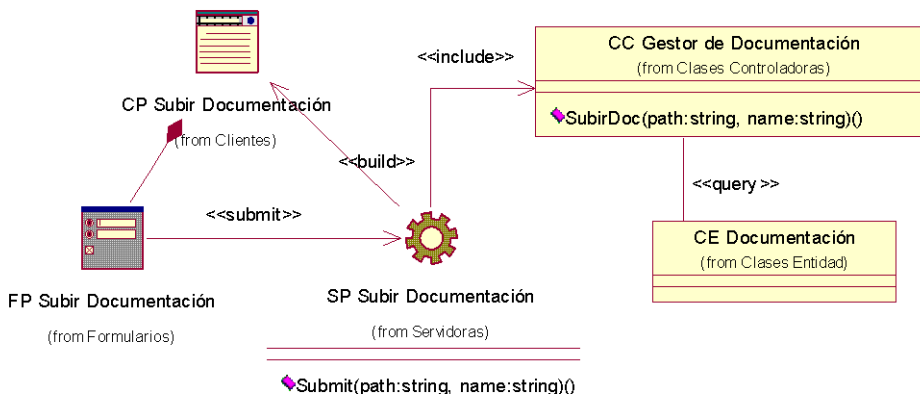 <<include>>
CC Gestor de Documentación
(from Clases Controladoras)
SubirDoc(path:string, name:string)()
CP Subir Documentación
(from Clientes)
<<build>>
<<query >>
<<submit>>
CE Documentación
(from Clases Entidad)
FP Subir Documentación
(from Formularios)
SP Subir Documentación
(from Servidoras)
Submit(path:string, name:string)()